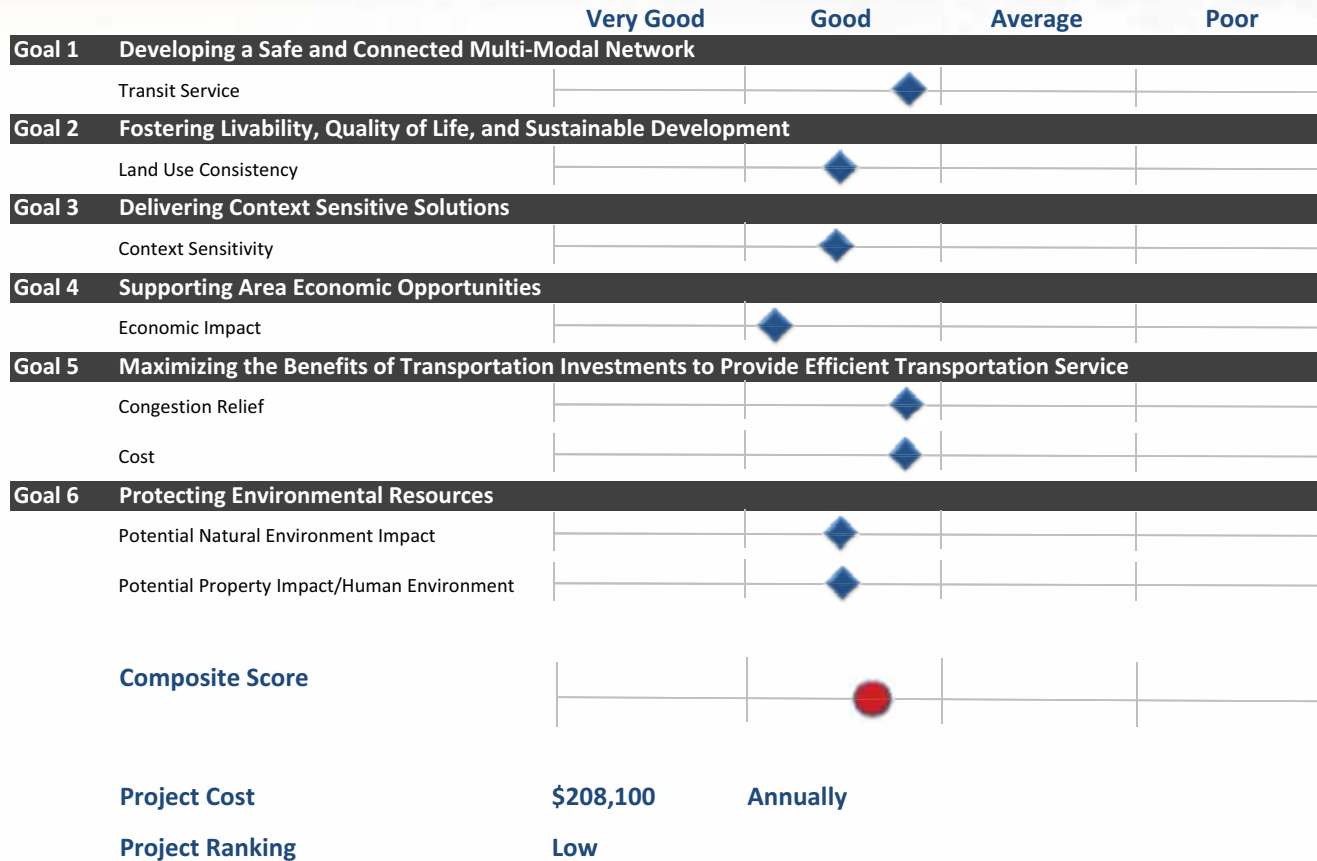 Very Good Good Average Poor
Goal 1 Developing a Safe and Connected Multi-Modal Network
Transit Service
Goal 2 Fostering Livability, Quality of Life, and Sustainable Development
Land Use Consistency
Goal 3 Delivering Context Sensitive Solutions
Context Sensitivity
Goal 4 Supporting Area Economic Opportunities
Economic Impact
Goal 5 Maximizing the Benefits of Transportation Investments to Provide Efficient Transportation Service
Congestion Relief
Cost
Goal 6 Protecting Environmental Resources
Potential Natural Environment Impact
Potential Property Impact/Human Environment
Composite Score
Project Cost $208,100 Annually
Project Ranking Low